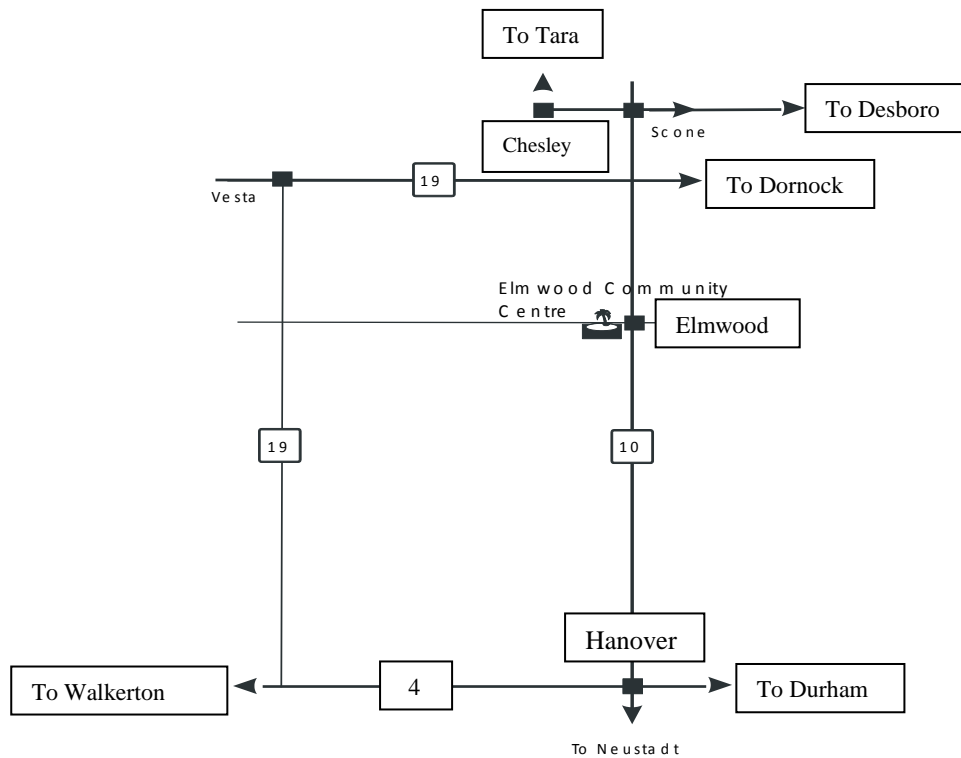 To Tara
To Desboro
Scone
Chesley
19
To Dornock
Vesta
Elmwood Community
Centre
Elmwood
19
10
Hanover
To Walkerton
4
To Durham
To Neustadt